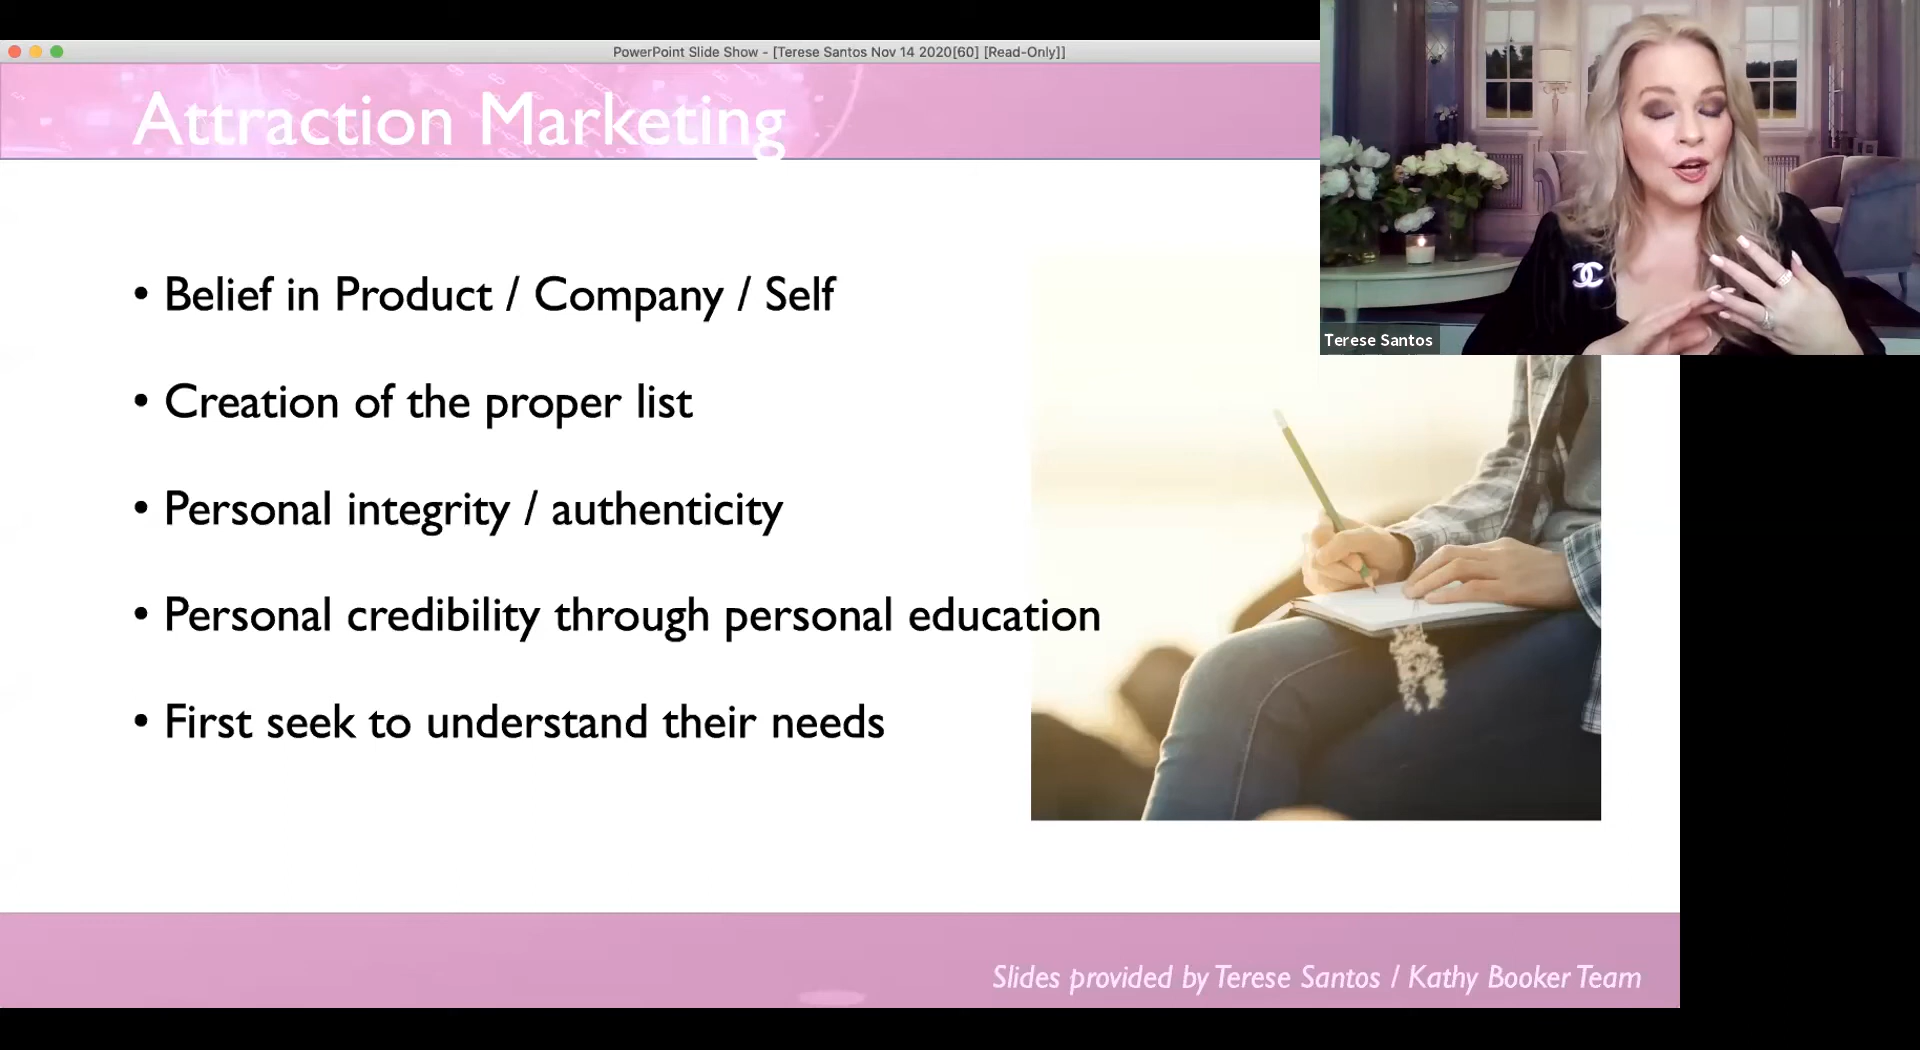 PowerPoint Slide Show - [Terese Santos Nov 14 2020[60] [Read-Only]]
Attraction Marketing
• Belief in Product / Company / Self
• Creation of the proper list
• Personal integrity / authenticity
• Personal credibility through personal education
• First seek to understand their needs
Terese Santos
Slides provided by Terese Santos / Kathy Booker Team